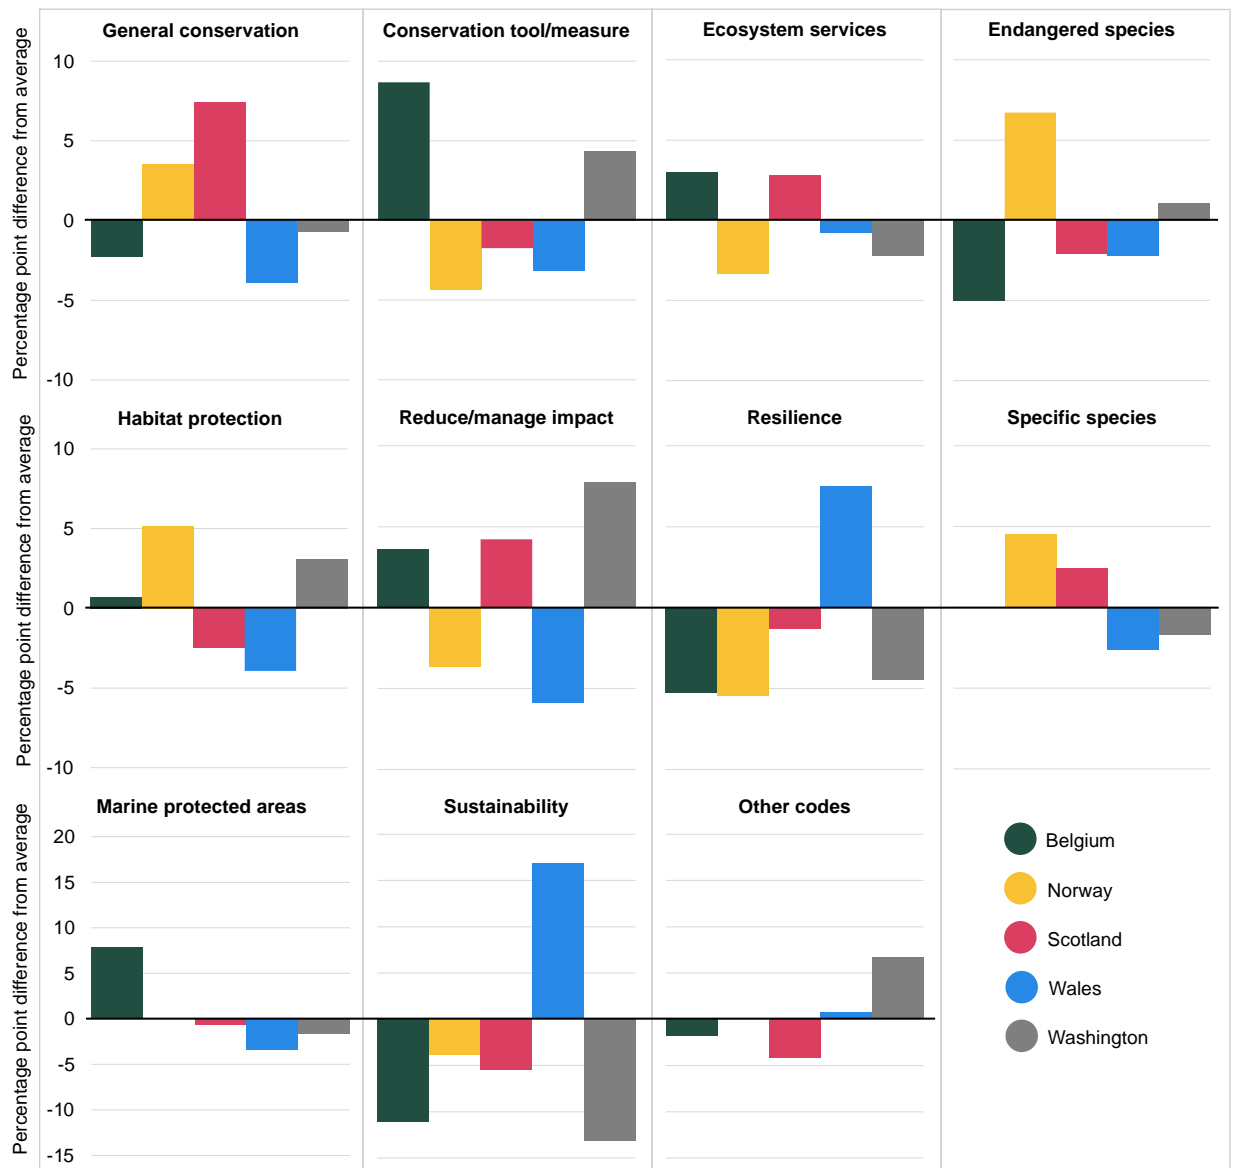 General conservation
Conservation tool/measure
Ecosystem services
Endangered species
Percentage point difference from average
10
5
0
-5
-10
Habitat protection
Reduce/manage impact
Resilience
Specific species
Percentage point difference from average
10
5
0
-5
-10
Marine protected areas
Sustainability
Other codes
Percentage point difference from average
20
15
10
5
0
-5
-10
-15
Belgium
Norway
Scotland
Wales
Washington